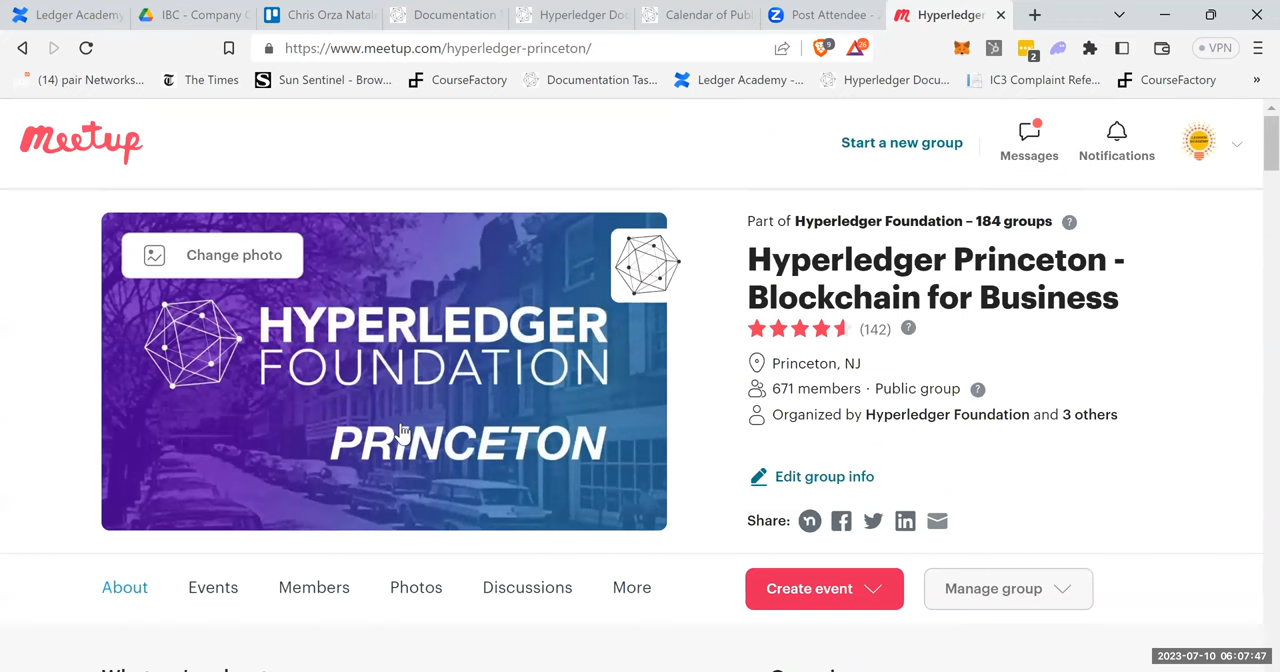 Ledger Academy
IBC - Company C
Chris Orza Natal
Documentation
Hyperledger Doc
Calendar of Pub
Post Attendee - Z
Hyperledger
https://www.meetup.com/hyperledger-princeton/
9
26
2
VPN
(14) pair Networks...
The Times
Sun Sentinel - Brow...
CourseFactory
Documentation Tas...
Ledger Academy -...
Hyperledger Docu...
IC3 Complaint Refe...
CourseFactory
»
meetup
Start a new group
Messages
Notifications
Change photo
HYPERLEDGER
FOUNDATION
PRINCETON
Part of Hyperledger Foundation – 184 groups ?
Hyperledger Princeton -
Blockchain for Business
(142) ?
Princeton, NJ
671 members · Public group ?
Organized by Hyperledger Foundation and 3 others
Edit group info
Share:
About
Events
Members
Photos
Discussions
More
Create event
Manage group
2023-07-10 06:07:47